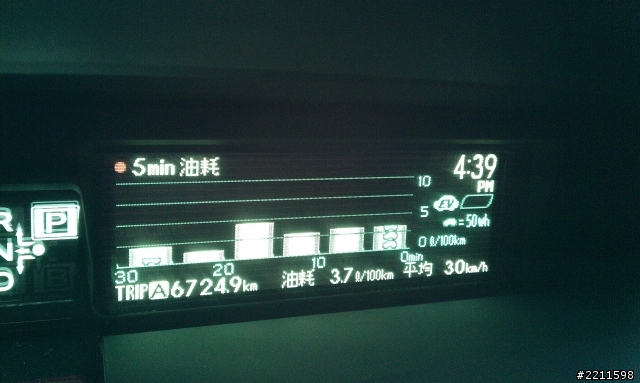 5min 油耗
4:39
PM
10
EV
5
= 50wh
0 ℓ/100km
R
P
N
D
B
30
20
10
0min
TRIP A 6724.9km
油耗 3.7 ℓ/100km
平均 30km/h
#2211598